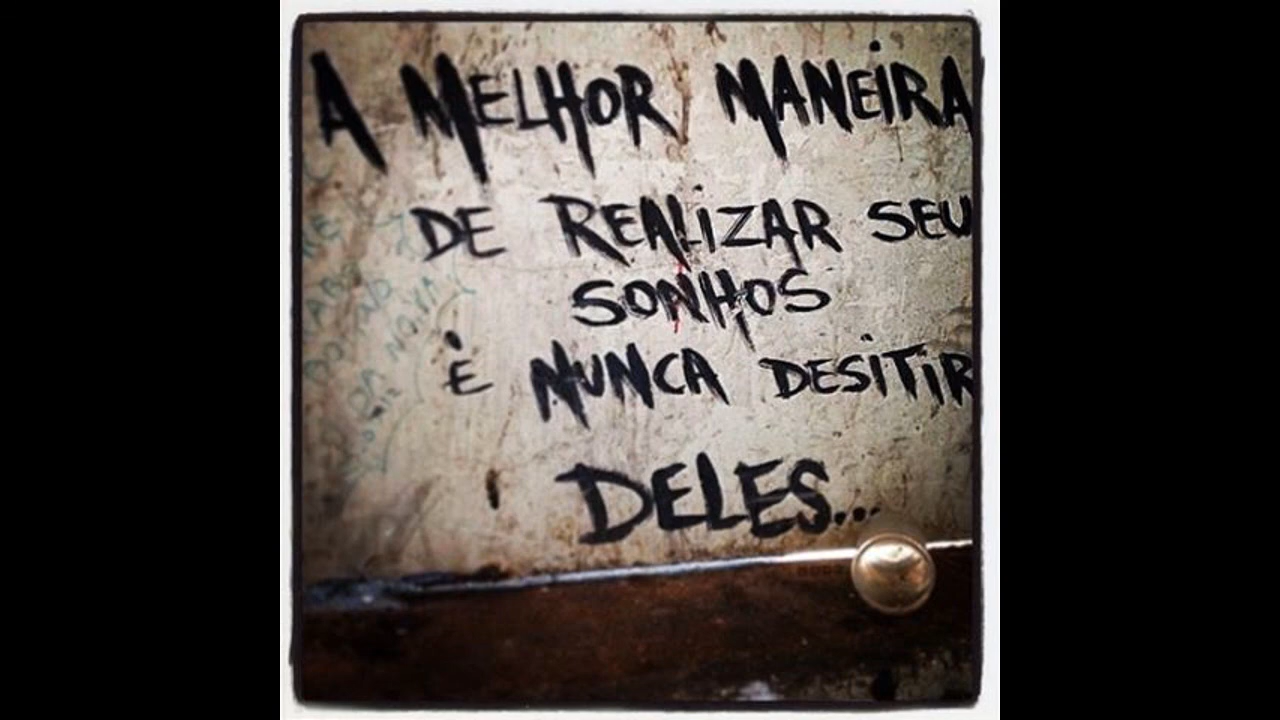 A MELHOR MANEIRA
DE REALIZAR SEU
SONHOS
É NUNCA DESITIR
DELES...